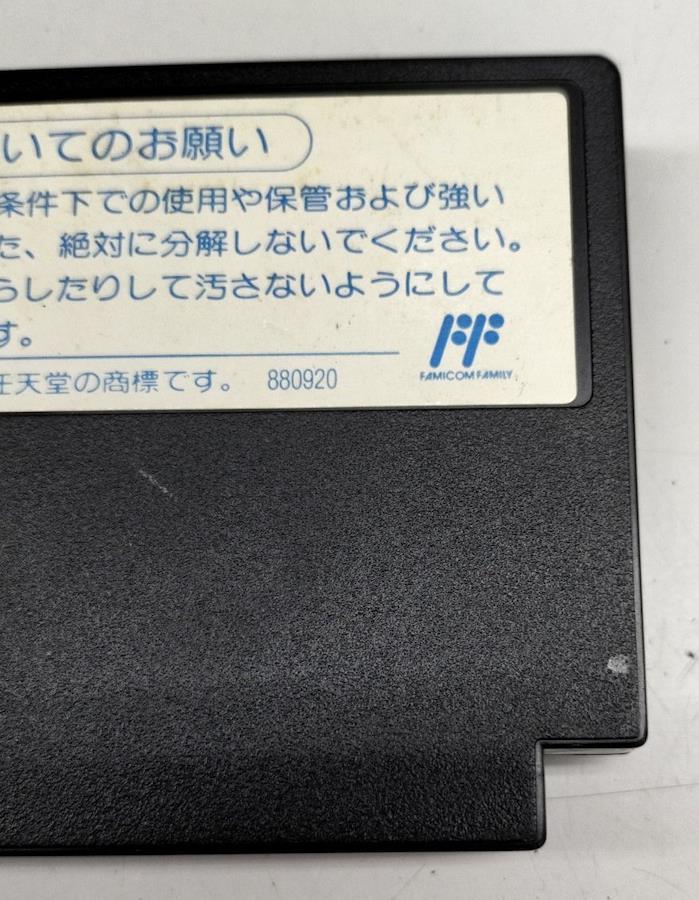 いてのお願い
条件下での使用や保管および強い
た、絶対に分解しないでください。
らしたりして汚さないようにして
す。
任天堂の商標です。 880920
FAMICOM FAMILY